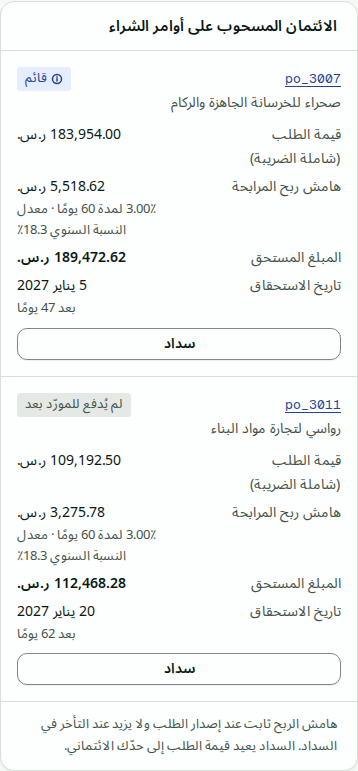 الائتمان المسحوب على أوامر الشراء
po_3007 قائم
صحراء للخرسانة الجاهزة والركام
قيمة الطلب 183,954.00 ر.س.
(شاملة الضريبة)
هامش ربح المرابحة 5,518.62 ر.س.
3.00٪ لمدة 60 يومًا · معدل
النسبة السنوي 18.3٪
المبلغ المستحق 189,472.62 ر.س.
تاريخ الاستحقاق 5 يناير 2027
بعد 47 يومًا
سداد
po_3011 لم يُدفع للمورّد بعد
رواسي لتجارة مواد البناء
قيمة الطلب 109,192.50 ر.س.
(شاملة الضريبة)
هامش ربح المرابحة 3,275.78 ر.س.
3.00٪ لمدة 60 يومًا · معدل
النسبة السنوي 18.3٪
المبلغ المستحق 112,468.28 ر.س.
تاريخ الاستحقاق 20 يناير 2027
بعد 62 يومًا
سداد
هامش الربح ثابت عند إصدار الطلب ولا يزيد عند التأخر في
السداد. السداد يعيد قيمة الطلب إلى حدّك الائتماني.